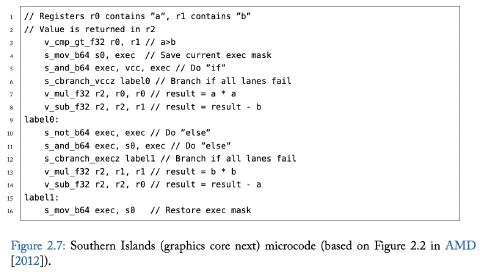 1 // Registers r0 contains "a", r1 contains "b"
2 // Value is returned in r2
3 v_cmp_gt_f32 r0, r1 // a>b
4 s_mov_b64 s0, exec // Save current exec mask
5 s_and_b64 exec, vcc, exec // Do "if"
6 s_cbranch_vccz label0 // Branch if all lanes fail
7 v_mul_f32 r2, r0, r0 // result = a * a
8 v_sub_f32 r2, r2, r1 // result = result - b
9 label0:
10 s_not_b64 exec, exec // Do "else"
11 s_and_b64 exec, s0, exec // Do "else"
12 s_cbranch_execz label1 // Branch if all lanes fail
13 v_mul_f32 r2, r1, r1 // result = b * b
14 v_sub_f32 r2, r2, r0 // result = result - a
15 label1:
16 s_mov_b64 exec, s0 // Restore exec mask
Figure 2.7: Southern Islands (graphics core next) microcode (based on Figure 2.2 in AMD
[2012]).